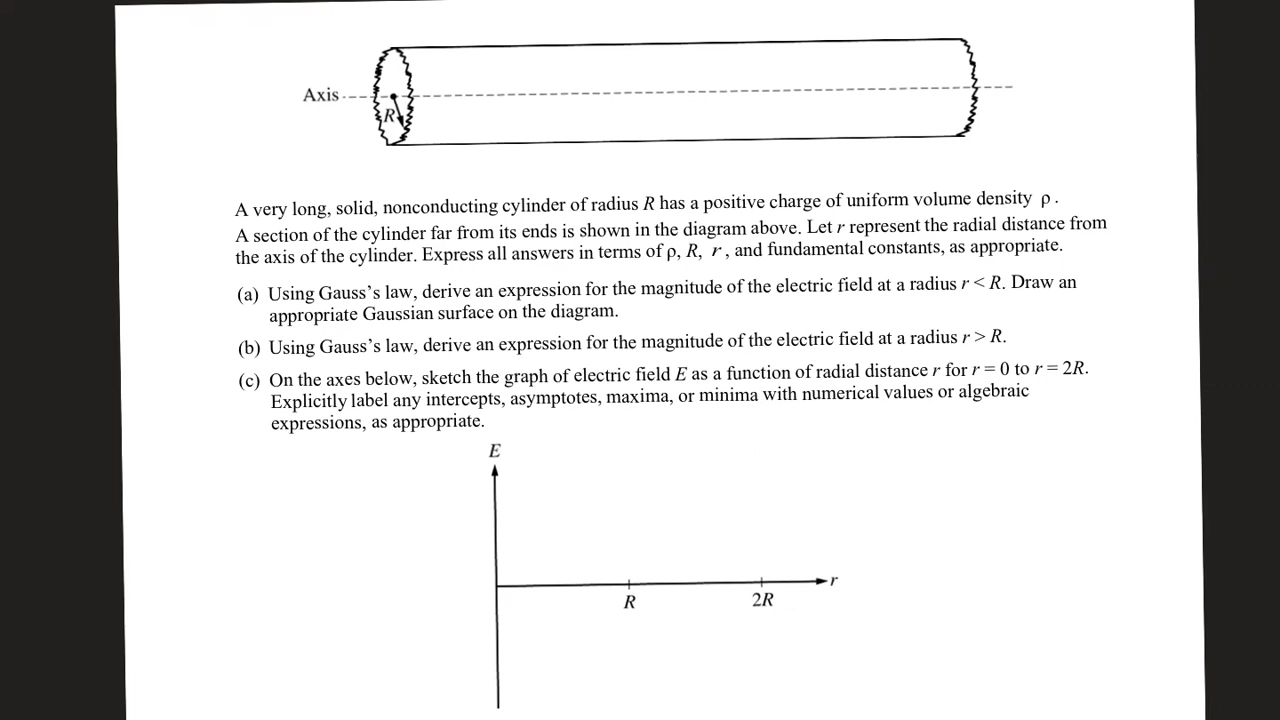 Axis
R
A very long, solid, nonconducting cylinder of radius R has a positive charge of uniform volume density ρ.
A section of the cylinder far from its ends is shown in the diagram above. Let r represent the radial distance from
the axis of the cylinder. Express all answers in terms of ρ, R, r, and fundamental constants, as appropriate.
(a) Using Gauss's law, derive an expression for the magnitude of the electric field at a radius r < R. Draw an
appropriate Gaussian surface on the diagram.
(b) Using Gauss's law, derive an expression for the magnitude of the electric field at a radius r > R.
(c) On the axes below, sketch the graph of electric field E as a function of radial distance r for r = 0 to r = 2R.
Explicitly label any intercepts, asymptotes, maxima, or minima with numerical values or algebraic
expressions, as appropriate.
E
r
R 2R